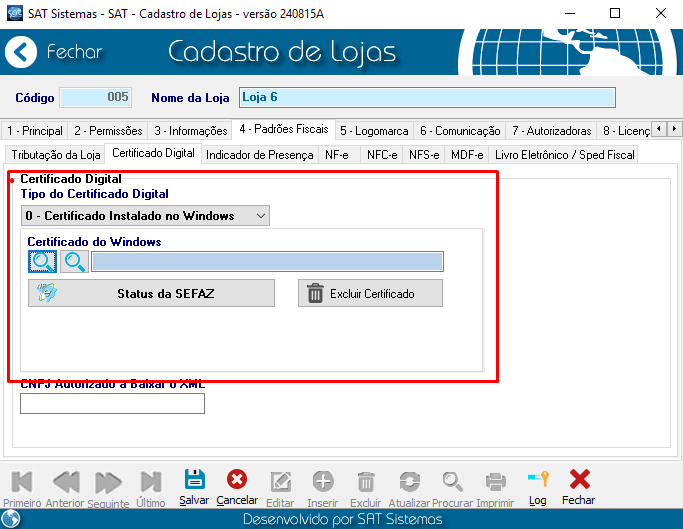 SAT Sistemas - SAT - Cadastro de Lojas - versão 240815A
Fechar Cadastro de Lojas
Código 005 Nome da Loja Loja 6
1 - Principal 2 - Permissões 3 - Informações 4 - Padrões Fiscais 5 - Logomarca 6 - Comunicação 7 - Autorizadoras 8 - Licenç
Tributação da Loja Certificado Digital Indicador de Presença NF-e NFC-e NFS-e MDF-e Livro Eletrônico / Sped Fiscal
Certificado Digital
Tipo do Certificado Digital
0 - Certificado Instalado no Windows
Certificado do Windows
Status da SEFAZ Excluir Certificado
CNPJ Autorizado a Baixar o XML
Primeiro Anterior Seguinte Último Salvar Cancelar Editar Inserir Excluir Atualizar Procurar Imprimir Log Fechar
Desenvolvido por SAT Sistemas